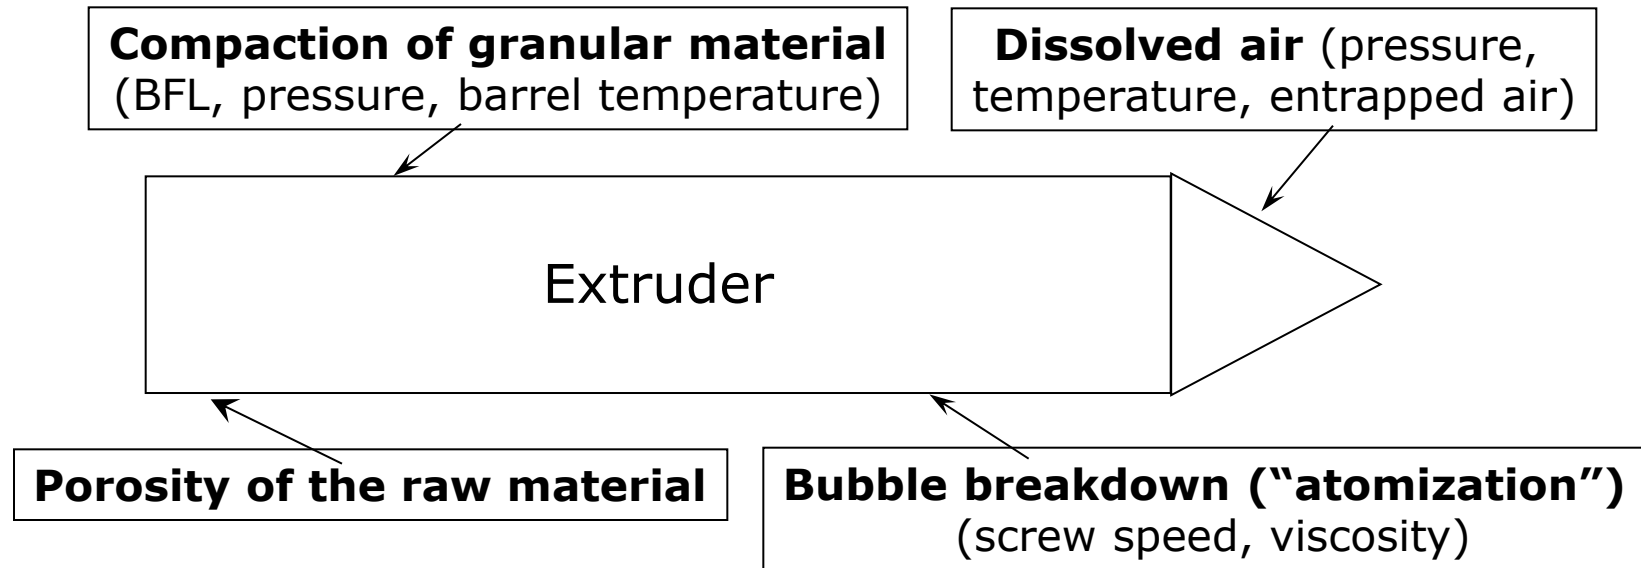 Compaction of granular material
(BFL, pressure, barrel temperature)
Dissolved air (pressure,
temperature, entrapped air)
Extruder
Porosity of the raw material
Bubble breakdown (“atomization”)
(screw speed, viscosity)